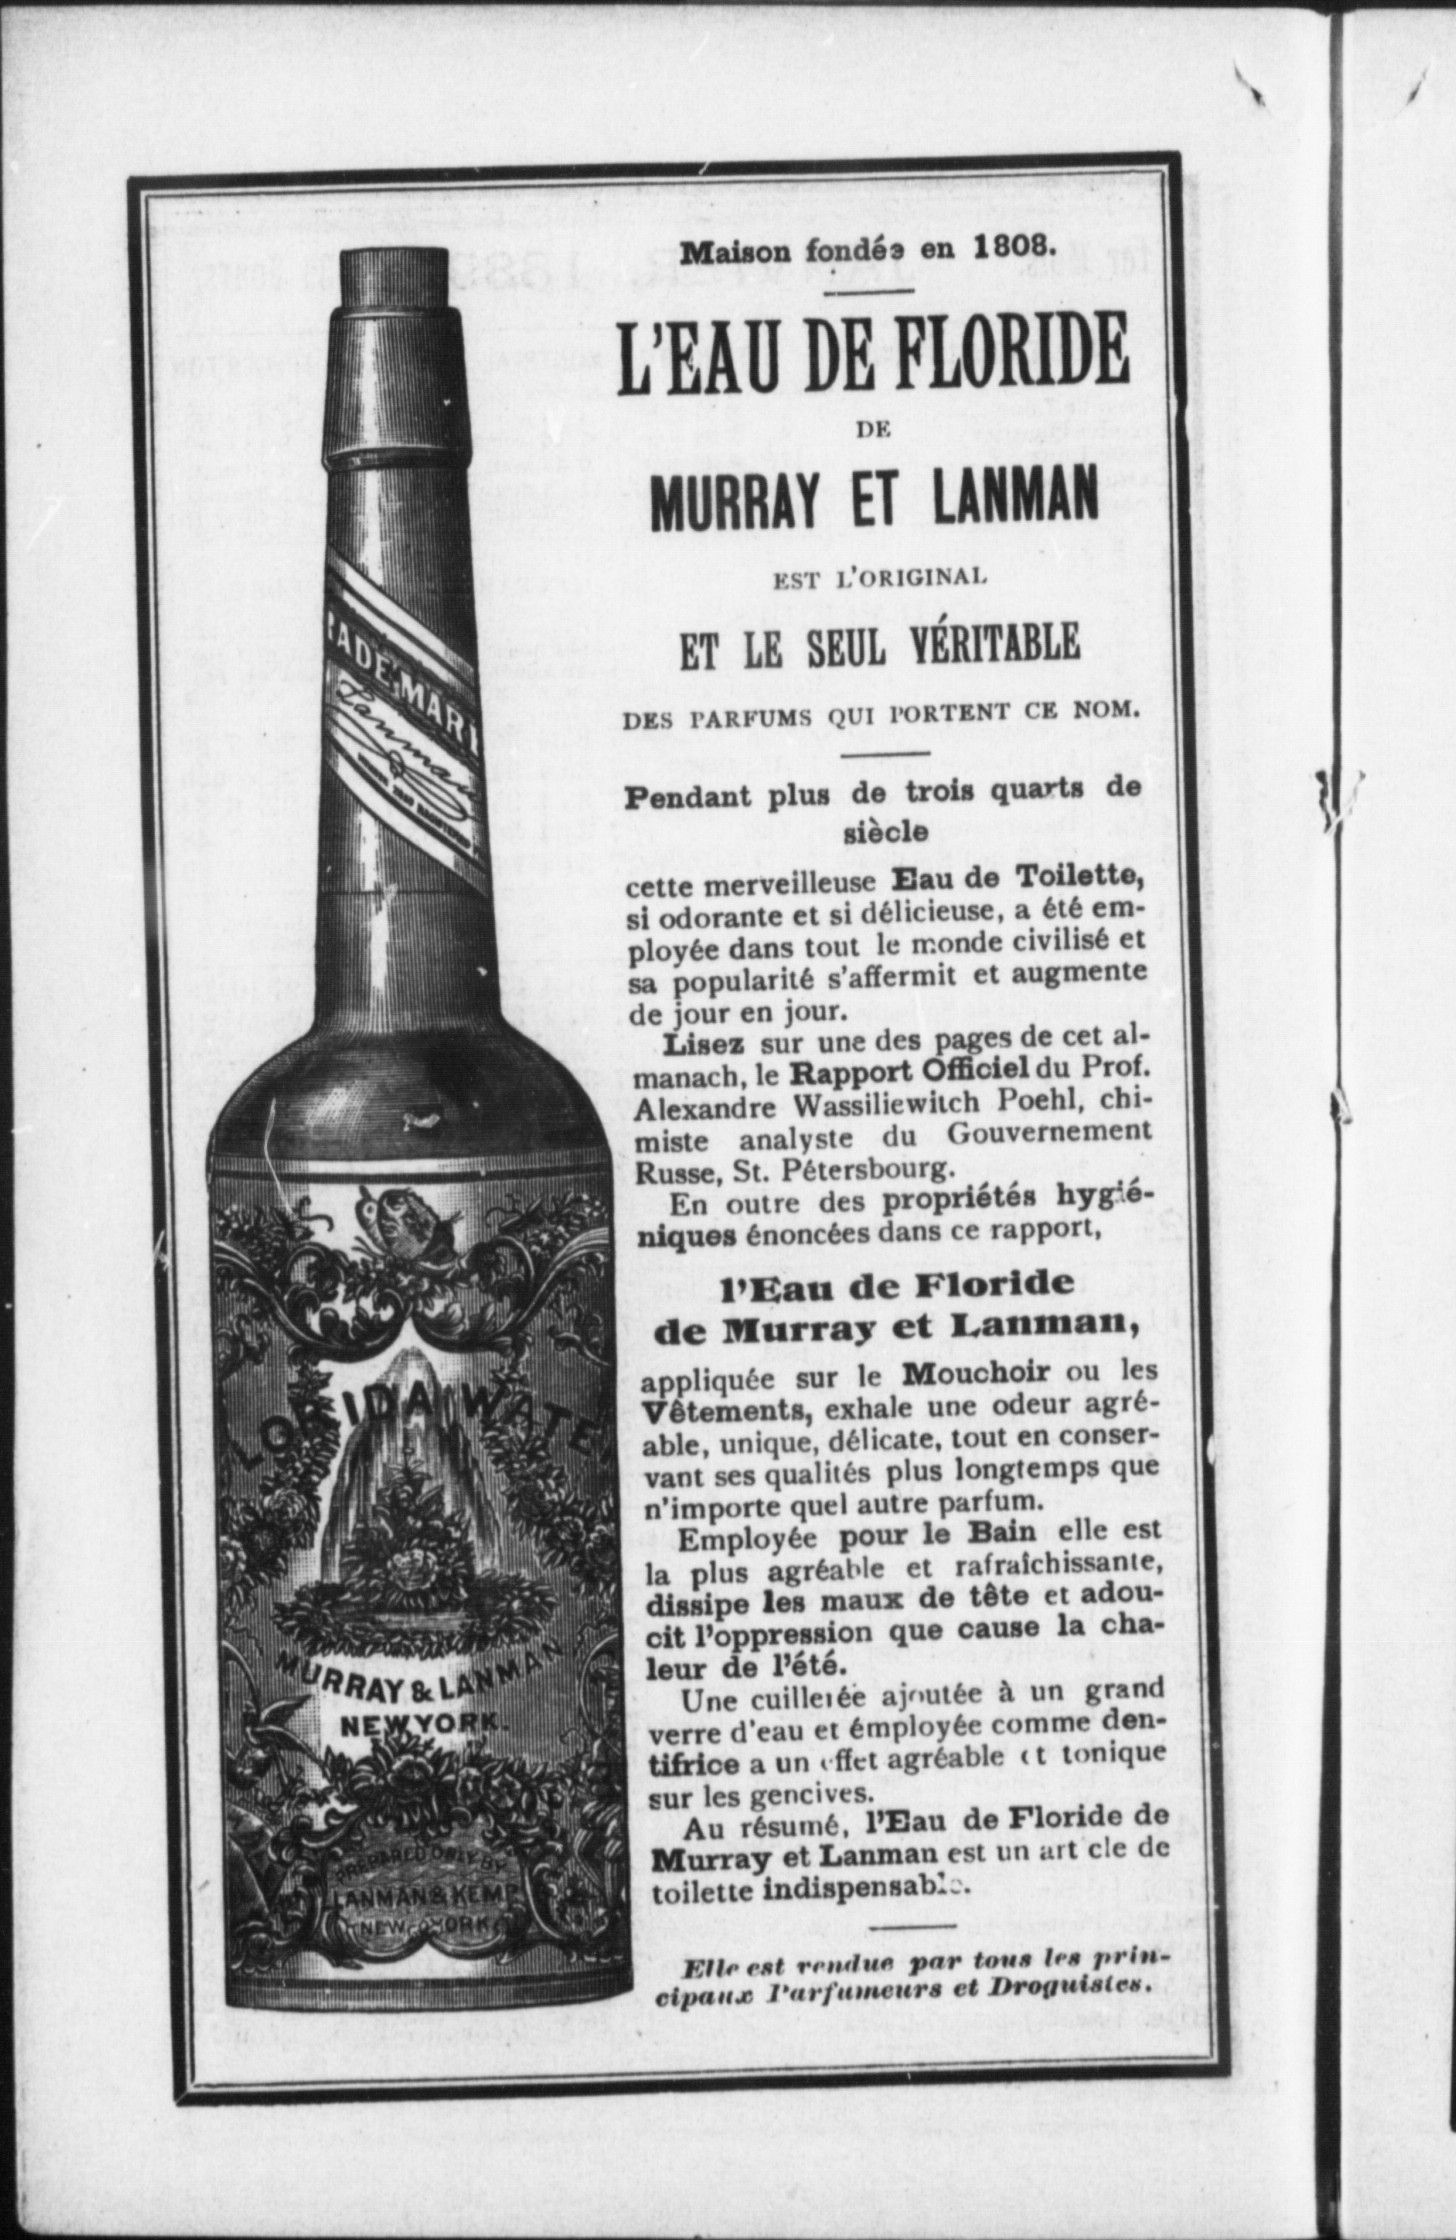 Maison fondée en 1808.
L'EAU DE FLORIDE
DE
MURRAY ET LANMAN
EST L'ORIGINAL
ET LE SEUL VÉRITABLE
DES PARFUMS QUI PORTENT CE NOM.
Pendant plus de trois quarts de
siècle
cette merveilleuse Eau de Toilette,
si odorante et si délicieuse, a été em-
ployée dans tout le monde civilisé et
sa popularité s'affermit et augmente
de jour en jour.
Lisez sur une des pages de cet al-
manach, le Rapport Officiel du Prof.
Alexandre Wassiliewitch Poehl, chi-
miste analyste du Gouvernement
Russe, St. Pétersbourg.
En outre des propriétés hygié-
niques énoncées dans ce rapport,
l'Eau de Floride
de Murray et Lanman,
appliquée sur le Mouchoir ou les
Vêtements, exhale une odeur agré-
able, unique, délicate, tout en conser-
vant ses qualités plus longtemps que
n'importe quel autre parfum.
Employée pour le Bain elle est
la plus agréable et rafraîchissante,
dissipe les maux de tête et adou-
cit l'oppression que cause la cha-
leur de l'été.
Une cuillerée ajoutée à un grand
verre d'eau et émployée comme den-
tifrice a un effet agréable et tonique
sur les gencives.
Au résumé, l'Eau de Floride de
Murray et Lanman est un article de
toilette indispensable.
Elle est vendue par tous les prin-
cipaux Parfumeurs et Droguistes.
RADE MARK
Lanman
LORIDA WATE
MURRAY & LANMAN
NEW YORK.
PREPARED ONLY BY
LANMAN & KEMP
NEW YORK